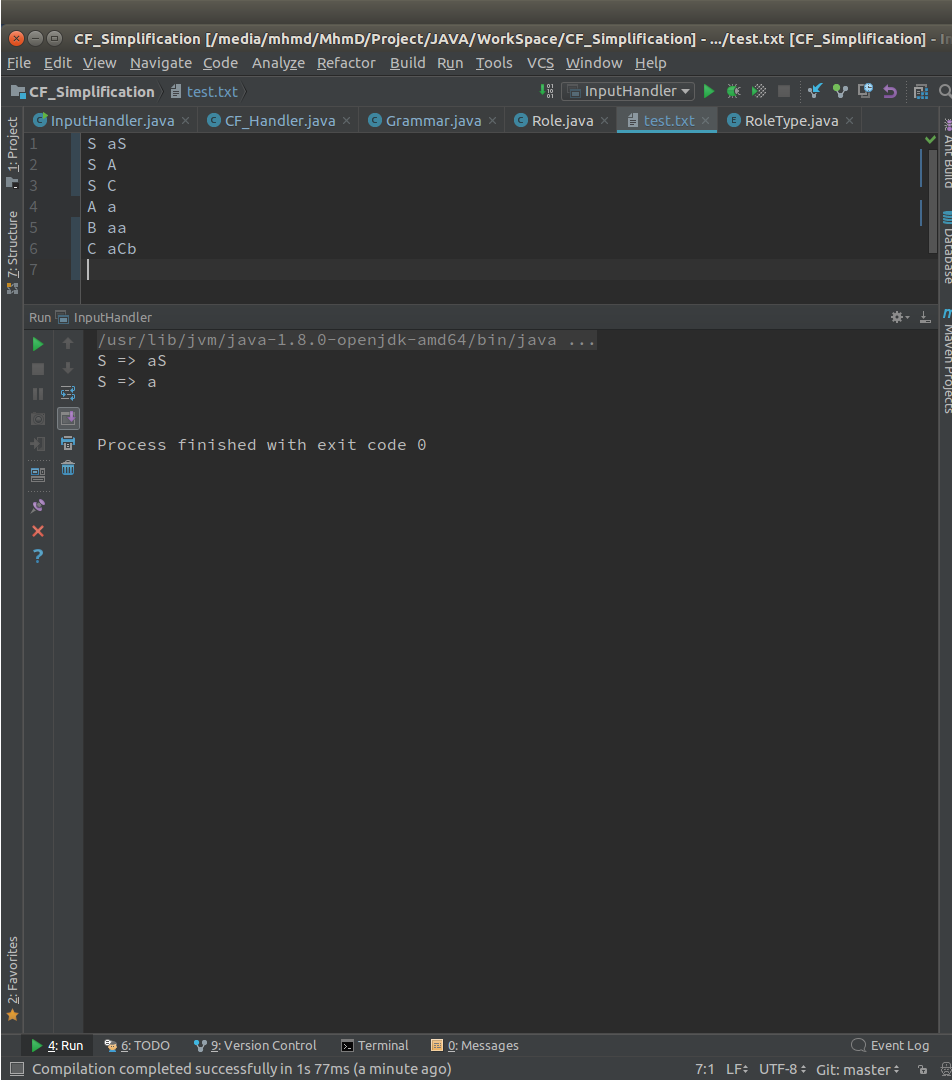 CF_Simplification [/media/mhmd/MhmD/Project/JAVA/WorkSpace/CF_Simplification] - .../test.txt [CF_Simplification] -
File Edit View Navigate Code Analyze Refactor Build Run Tools VCS Window Help
CF_Simplification test.txt InputHandler
InputHandler.java CF_Handler.java Grammar.java Role.java test.txt RoleType.java
1 S aS
2 S A
3 S C
4 A a
5 B aa
6 C aCb
7
1: Project
7: Structure
2: Favorites
Ant Build
Database
Maven Projects
Run InputHandler
/usr/lib/jvm/java-1.8.0-openjdk-amd64/bin/java ...
S => aS
S => a
Process finished with exit code 0
4: Run 6: TODO 9: Version Control Terminal 0: Messages Event Log
Compilation completed successfully in 1s 77ms (a minute ago) 7:1 LF UTF-8 Git: master